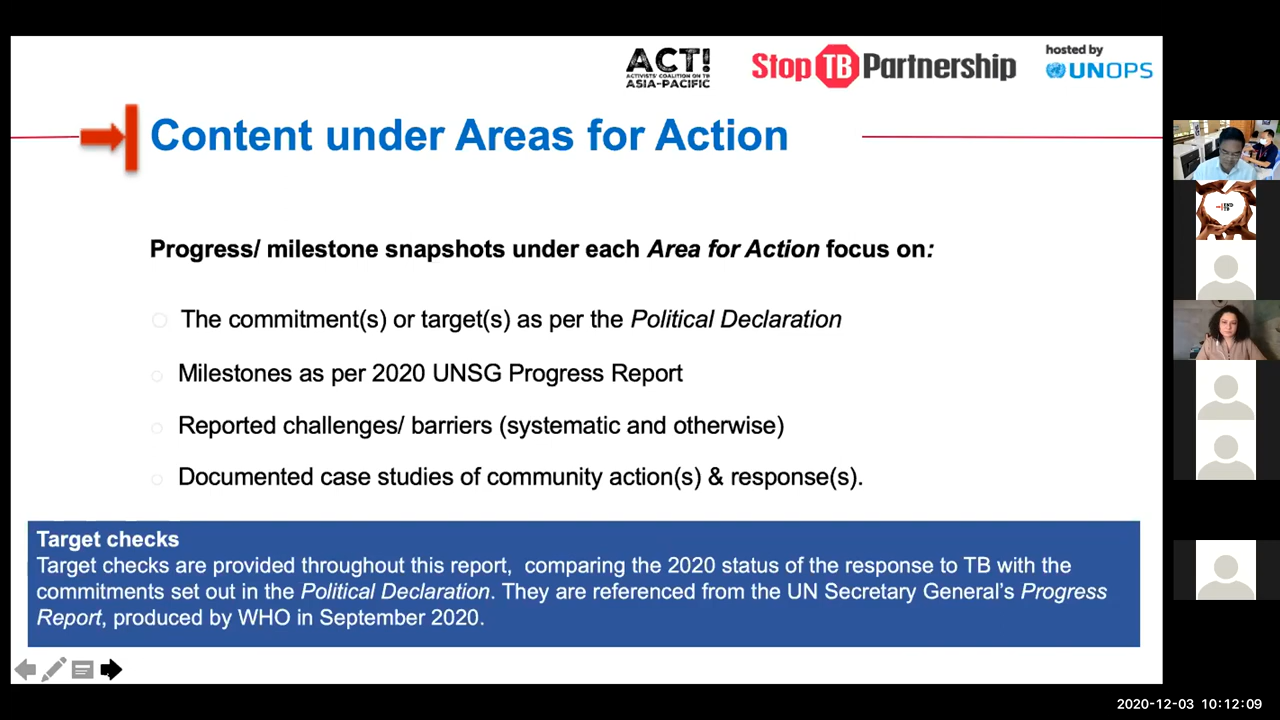 ACT!
ACTIVISTS' COALITION ON TB
ASIA-PACIFIC
Stop TB Partnership
hosted by
UNOPS
Content under Areas for Action
Progress/ milestone snapshots under each Area for Action focus on:
The commitment(s) or target(s) as per the Political Declaration
Milestones as per 2020 UNSG Progress Report
Reported challenges/ barriers (systematic and otherwise)
Documented case studies of community action(s) & response(s).
Target checks
Target checks are provided throughout this report, comparing the 2020 status of the response to TB with the
commitments set out in the Political Declaration. They are referenced from the UN Secretary General's Progress
Report, produced by WHO in September 2020.
END
TB
2020-12-03 10:12:09